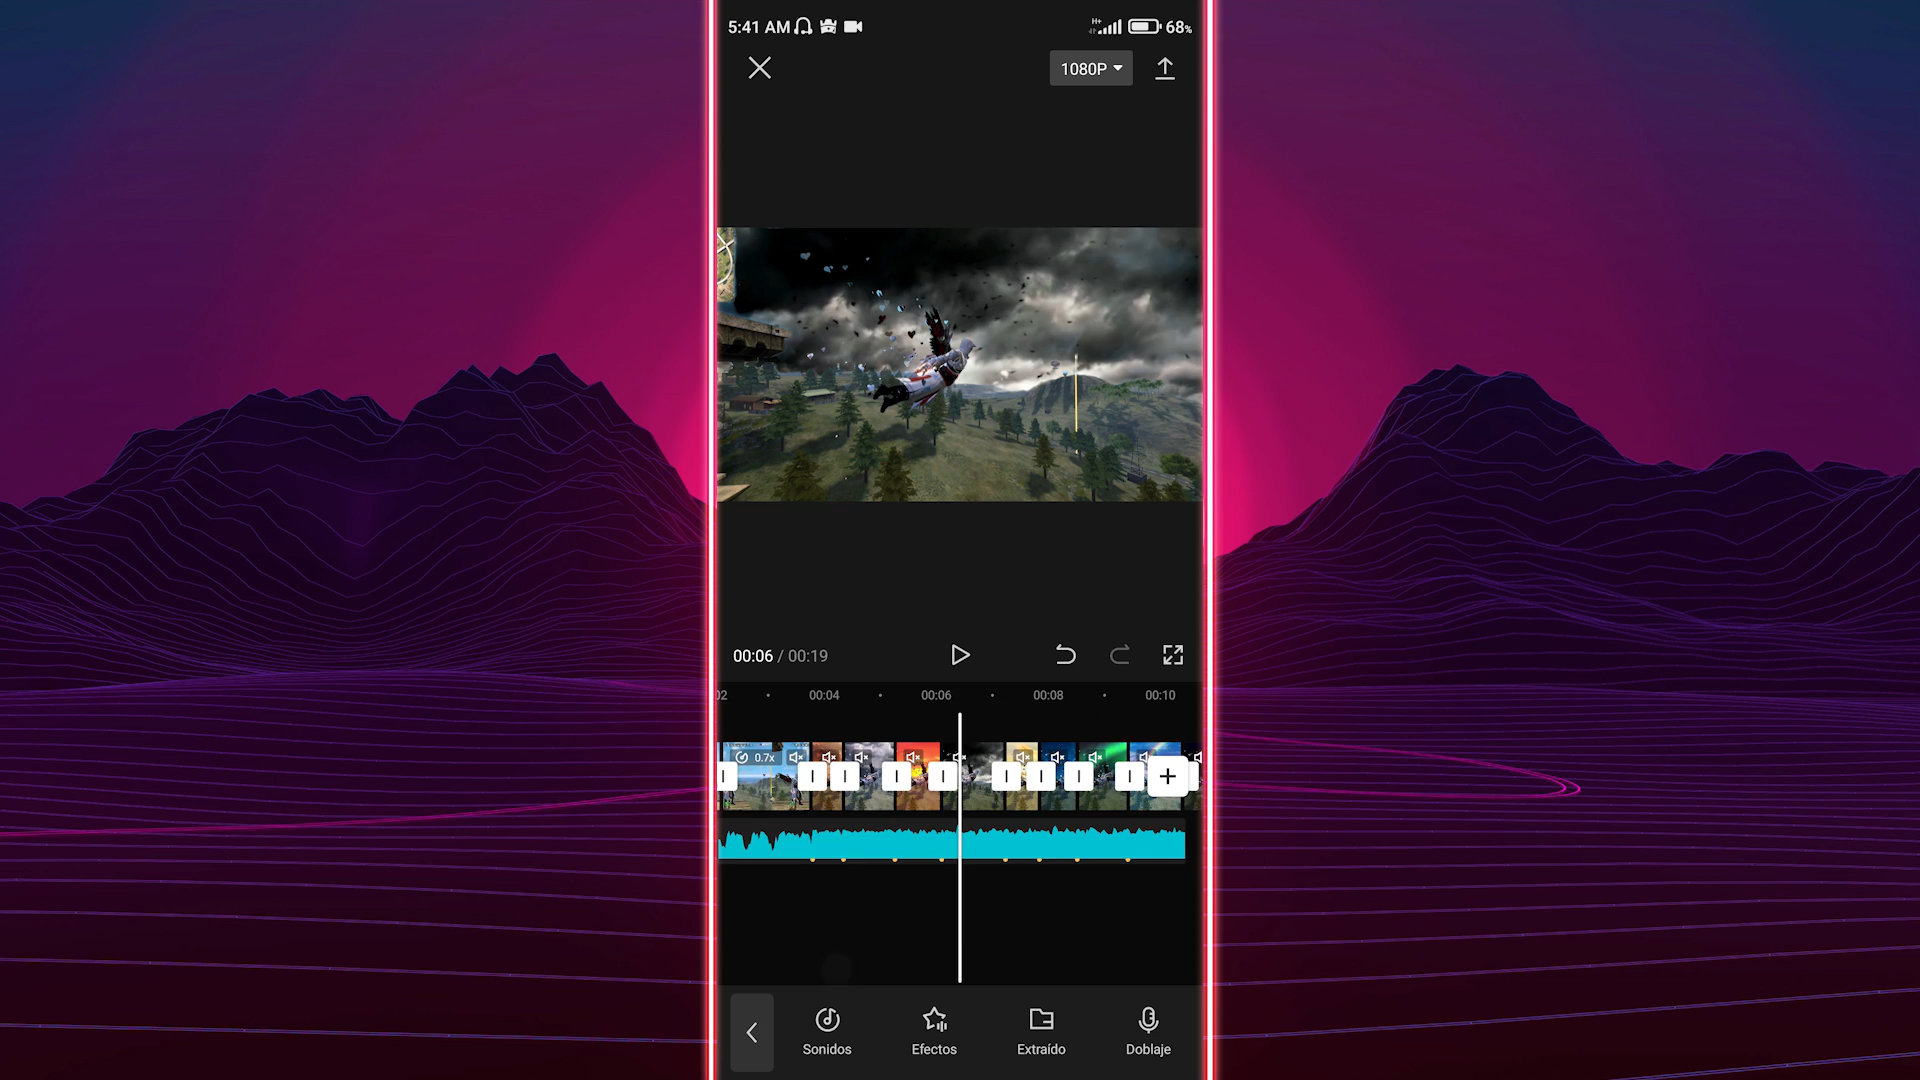 5:41 AM
H+
68%
1080P
00:06 / 00:19
02
00:04
00:06
00:08
00:10
0.7x
Sonidos
Efectos
Extraído
Doblaje